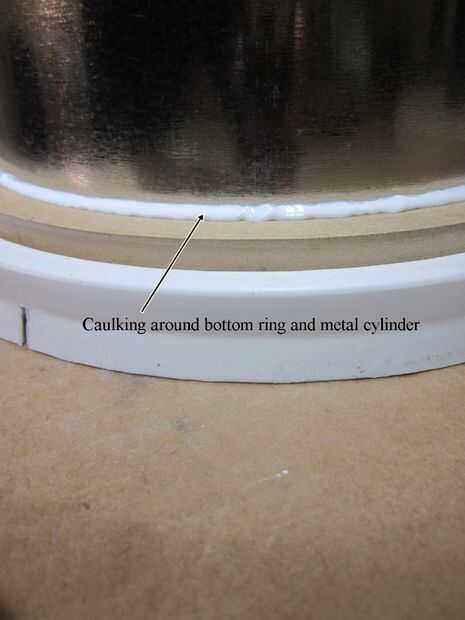 Caulking around bottom ring and metal cylinder